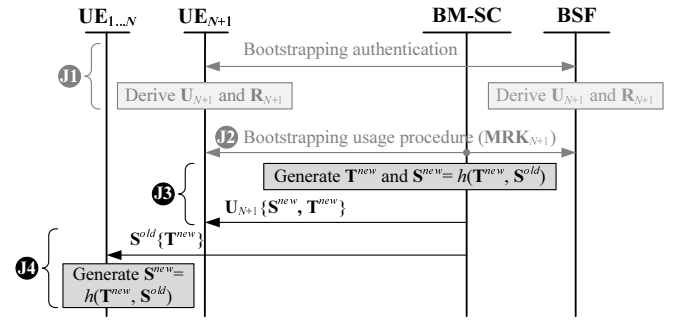 UE1...N UEN+1 BM-SC BSF
J1
Bootstrapping authentication
Derive UN+1 and RN+1
Derive UN+1 and RN+1
J2 Bootstrapping usage procedure (MRKN+1)
J3
Generate Tnew and Snew= h(Tnew, Sold)
UN+1{Snew, Tnew}
J4
Sold{Tnew}
Generate Snew=
h(Tnew, Sold)